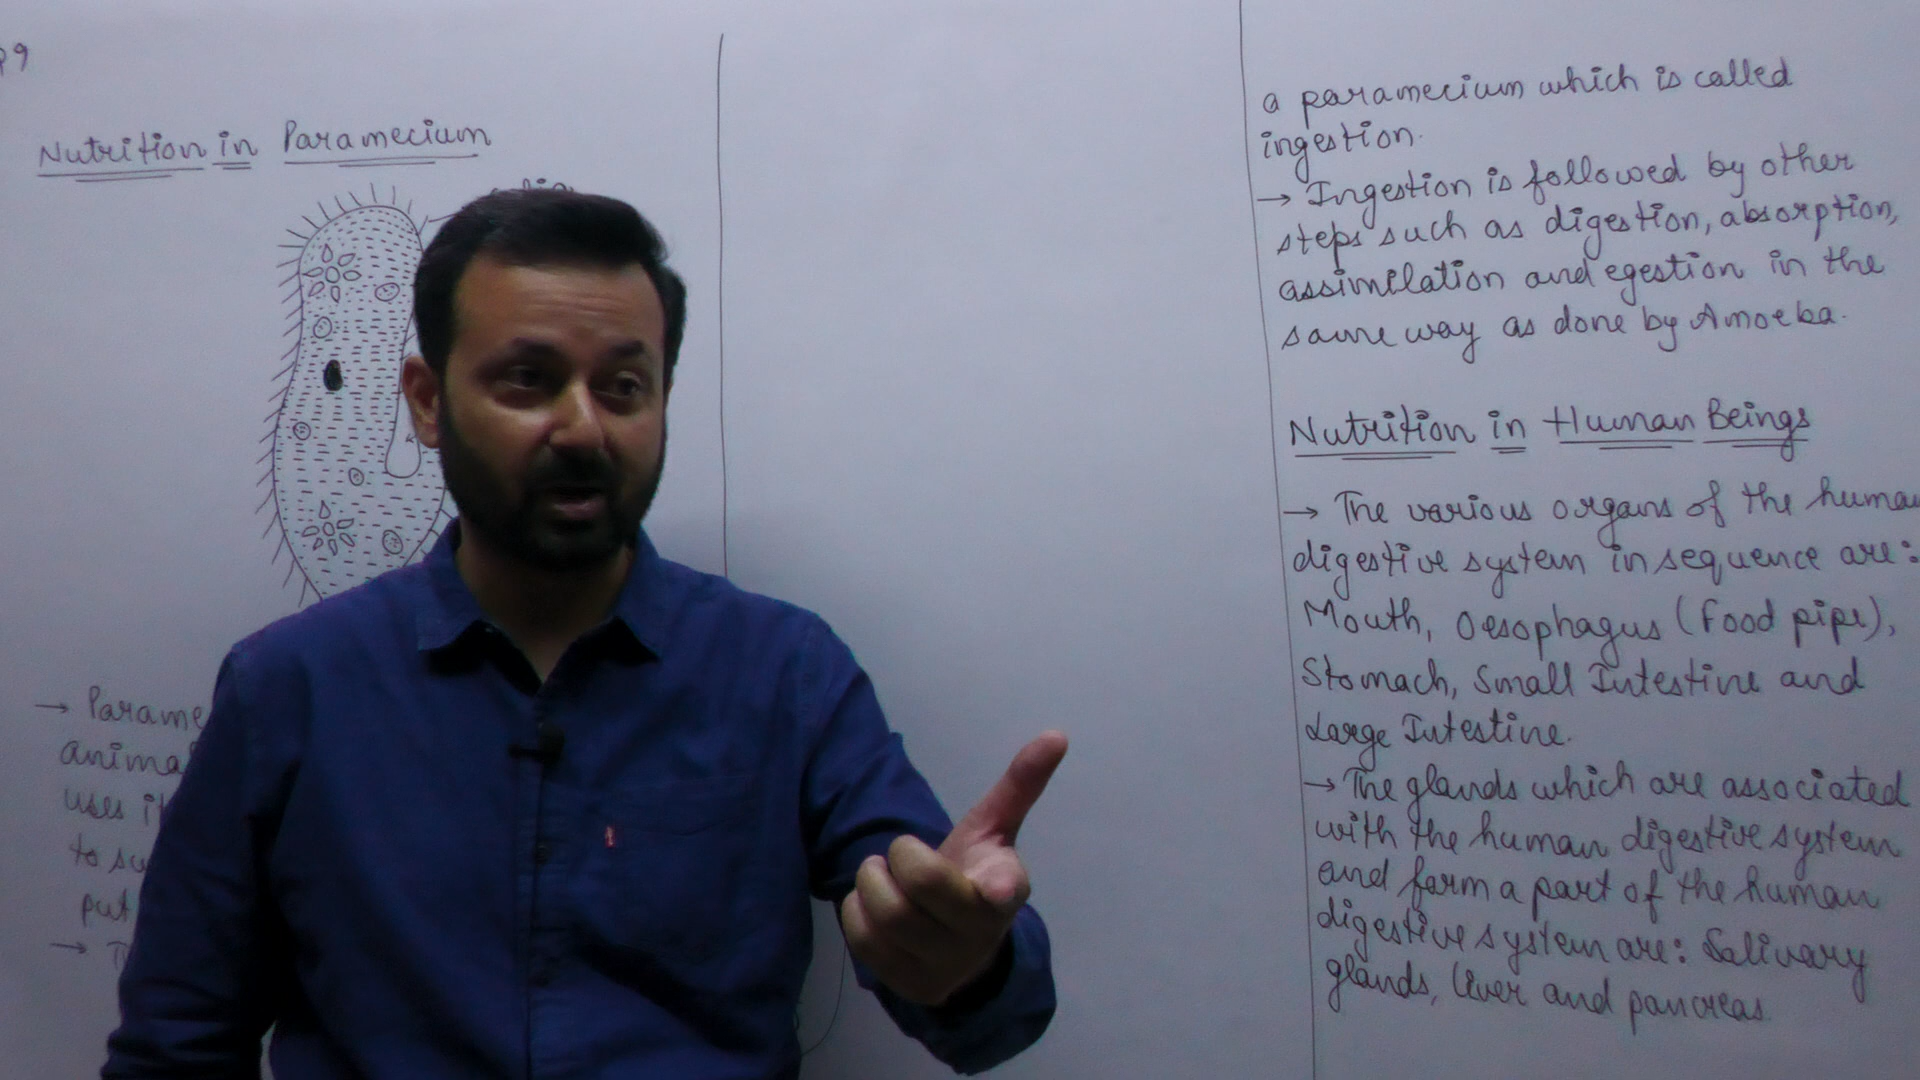 Nutrition in Paramecium
→ Parame
anima
uses i
to su
put
→ T
a paramecium which is called
ingestion.
→ Ingestion is followed by other
steps such as digestion, absorption,
assimilation and egestion in the
same way as done by Amoeba.
Nutrition in Human Beings
→ The various organs of the human
digestive system in sequence are:
Mouth, Oesophagus (Food pipe),
Stomach, Small Intestine and
Large Intestine.
→ The glands which are associated
with the human digestive system
and form a part of the human
digestive system are: Salivary
glands, liver and pancreas.